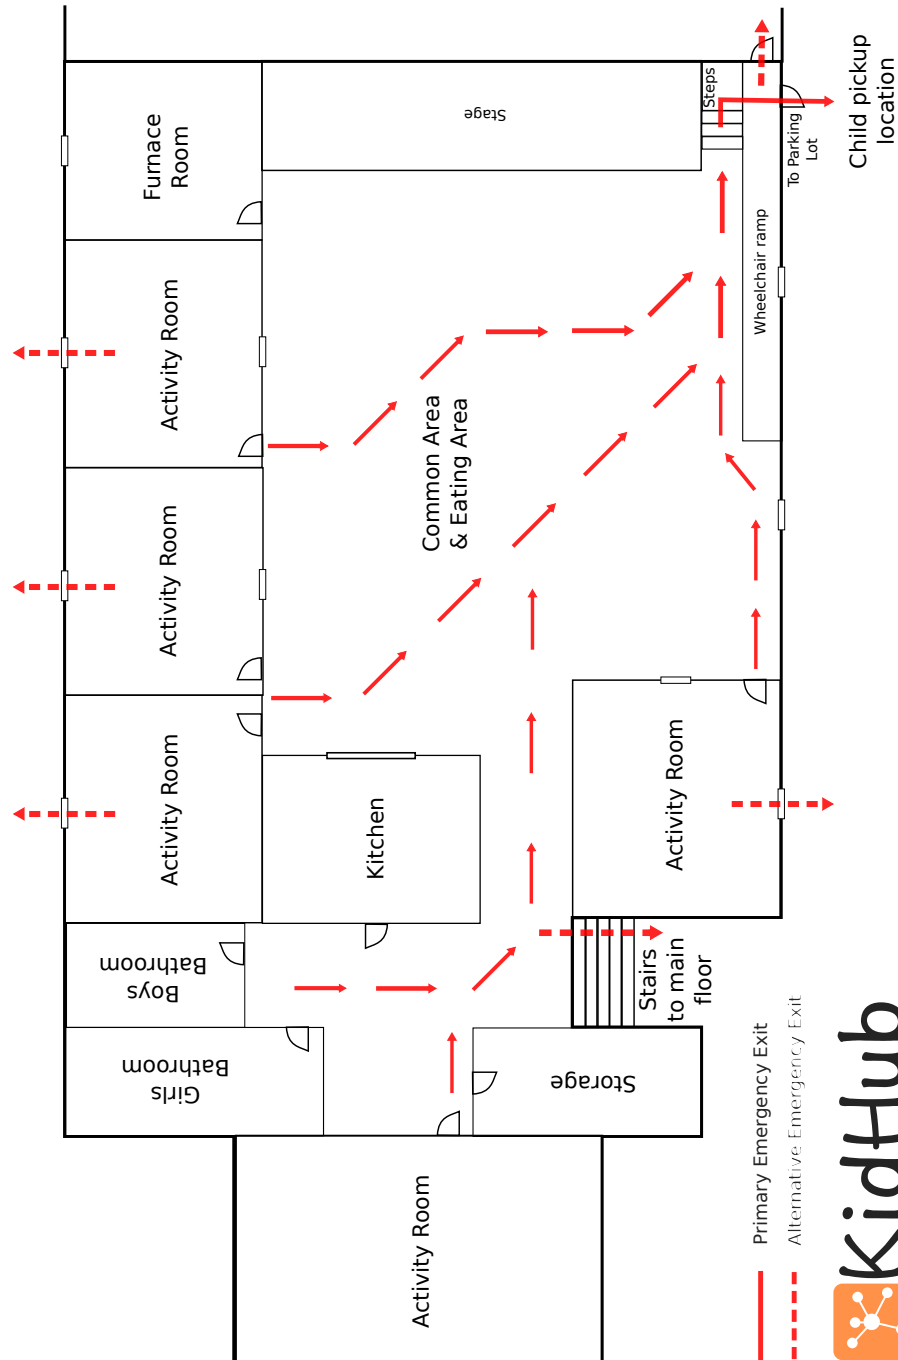 Furnace
Room
Activity Room
Activity Room
Activity Room
Boys
Bathroom
Girls
Bathroom
Activity Room
Stage
Steps
Common Area
& Eating Area
Kitchen
Storage
Stairs
to main
floor
Activity Room
Wheelchair ramp
To Parking
Lot
Child pickup
location
Primary Emergency Exit
Alternative Emergency Exit
KidHub